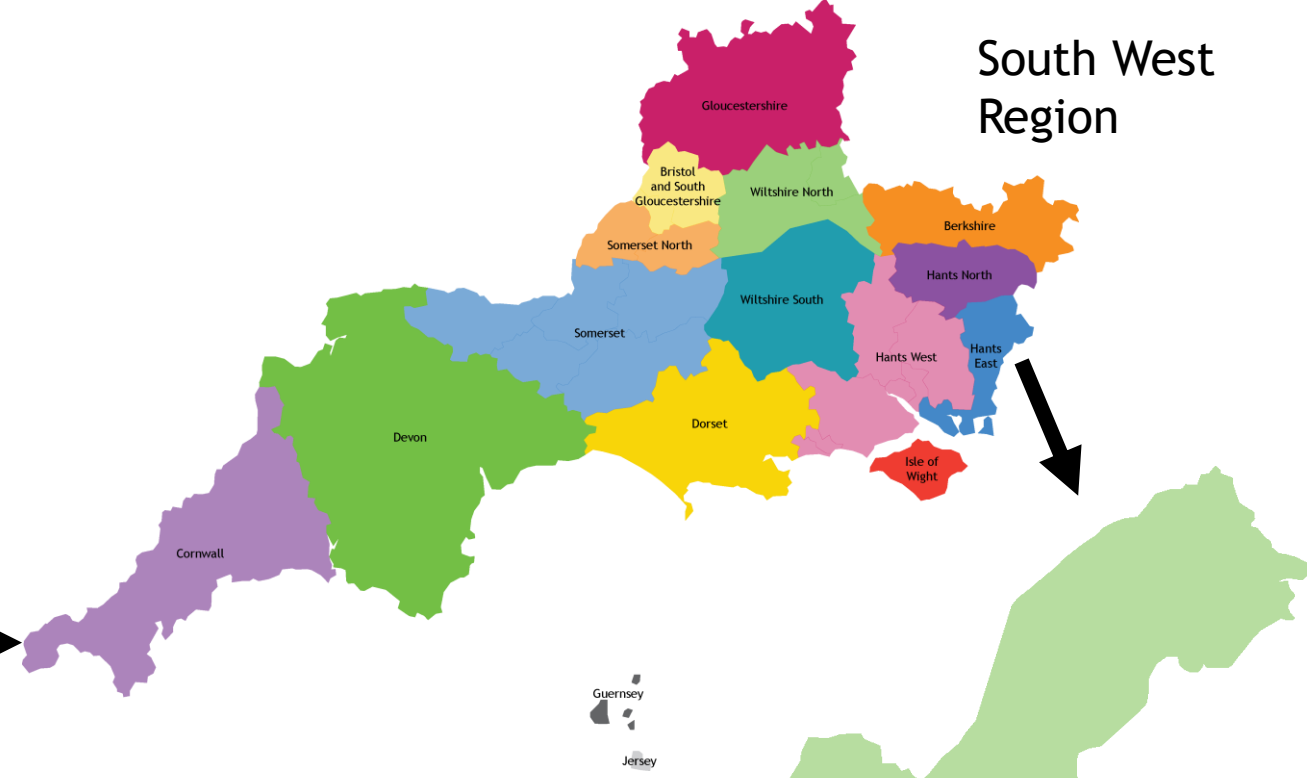 South West
Region
Gloucestershire
Bristol
and South
Gloucestershire
Wiltshire North
Berkshire
Somerset North
Hants North
Wiltshire South
Somerset
Hants West
Hants
East
Dorset
Devon
Isle of
Wight
Cornwall
Guernsey
Jersey